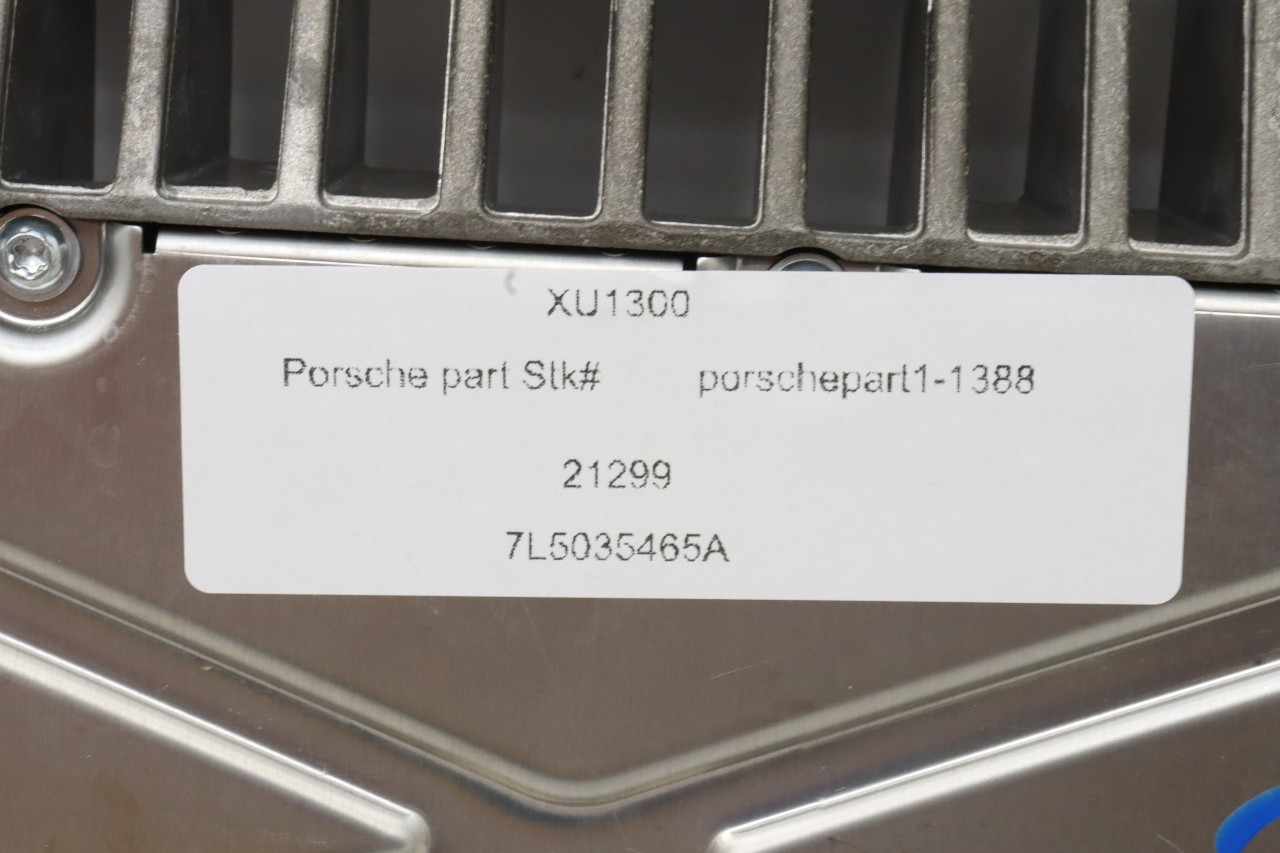 XU1300
Porsche part Stk# porschepart1-1388
21299
7L5035465A